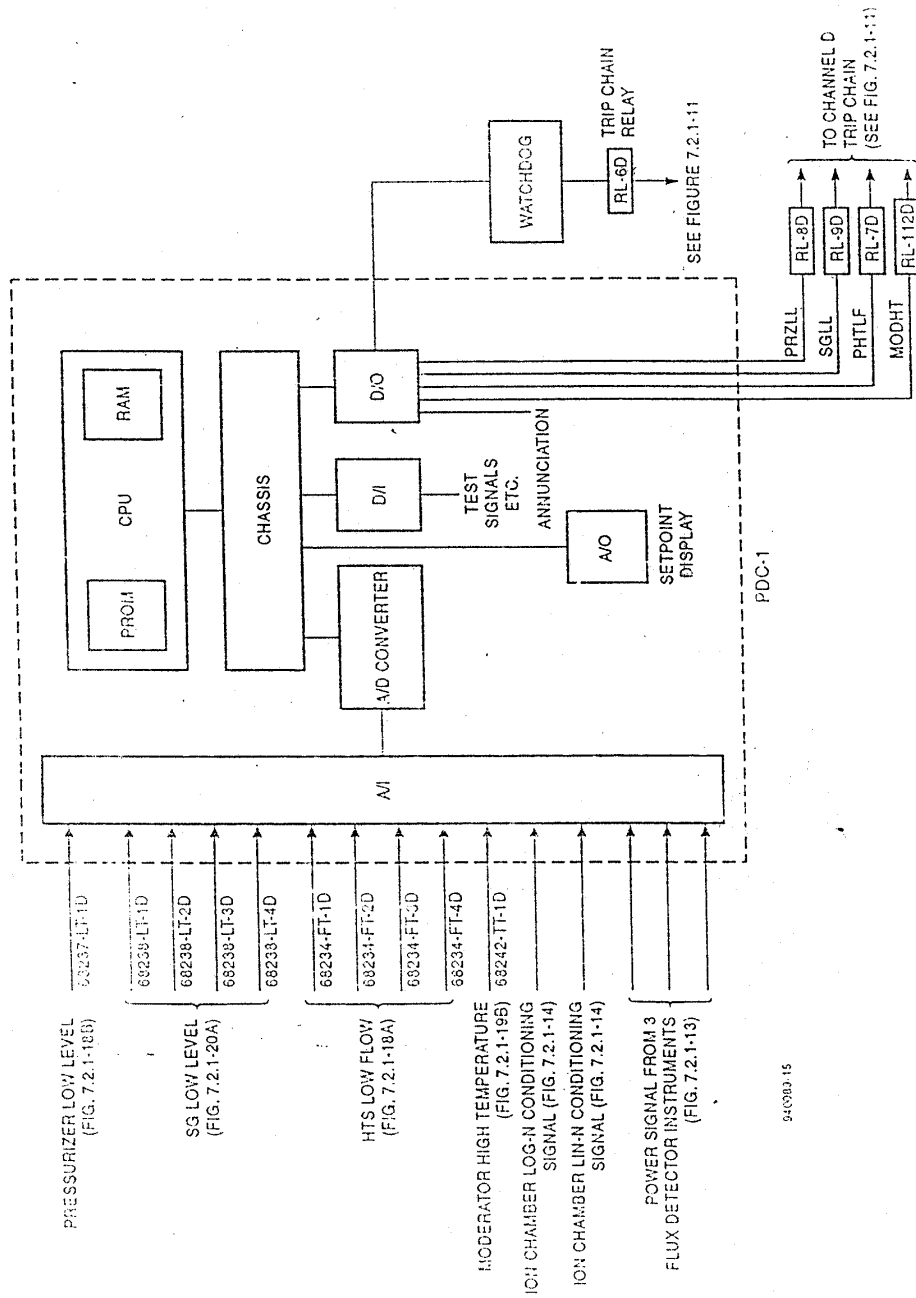 PRESSURIZER LOW LEVEL
(FIG. 7.2.1-18B)
68237-LT-1D
SG LOW LEVEL
(FIG. 7.2.1-20A)
68238-LT-1D
68238-LT-2D
68238-LT-3D
68238-LT-4D
HTS LOW FLOW
(FIG. 7.2.1-18A)
68234-FT-1D
68234-FT-2D
68234-FT-3D
68234-FT-4D
MODERATOR HIGH TEMPERATURE
(FIG. 7.2.1-19B)
68242-TT-1D
ION CHAMBER LOG-N CONDITIONING
SIGNAL (FIG. 7.2.1-14)
ION CHAMBER LIN-N CONDITIONING
SIGNAL (FIG. 7.2.1-14)
POWER SIGNAL FROM 3
FLUX DETECTOR INSTRUMENTS
(FIG. 7.2.1-13)
A/I
PROM
CPU
RAM
CHASSIS
A/D CONVERTER
D/I
D/O
TEST
SIGNALS
ETC.
ANNUNCIATION
A/O
SETPOINT
DISPLAY
PDC-1
WATCHDOG
RL-6D
TRIP CHAIN
RELAY
SEE FIGURE 7.2.1-11
PRZLL
RL-8D
SGLL
RL-9D
PHTLF
RL-7D
MODHT
RL-112D
TO CHANNEL D
TRIP CHAIN
(SEE FIG. 7.2.1-11)